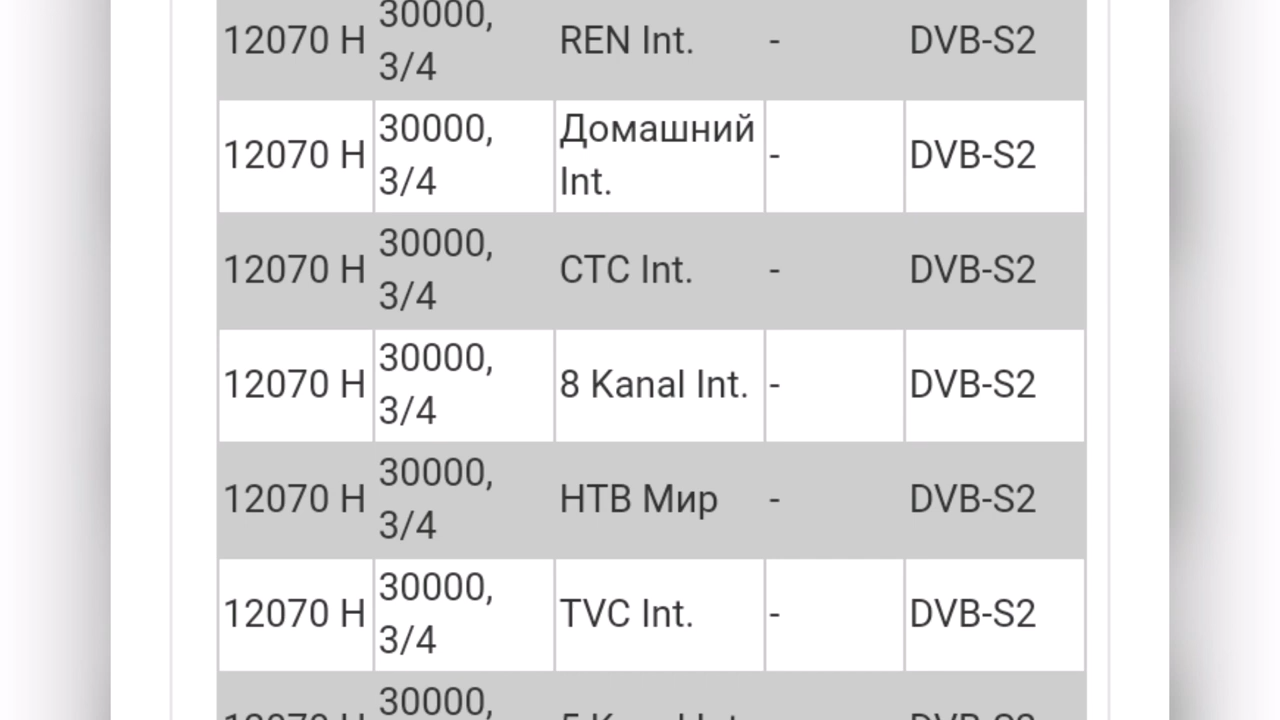 12070 H 30000, 3/4 REN Int. - DVB-S2
12070 H 30000, 3/4 Домашний Int. - DVB-S2
12070 H 30000, 3/4 СТС Int. - DVB-S2
12070 H 30000, 3/4 8 Kanal Int. - DVB-S2
12070 H 30000, 3/4 НТВ Мир - DVB-S2
12070 H 30000, 3/4 TVC Int. - DVB-S2
30000,